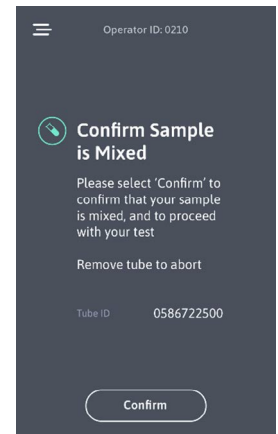 Operator ID: 0210
Confirm Sample
is Mixed
Please select ‘Confirm’ to
confirm that your sample
is mixed, and to proceed
with your test
Remove tube to abort
Tube ID 0586722500
Confirm